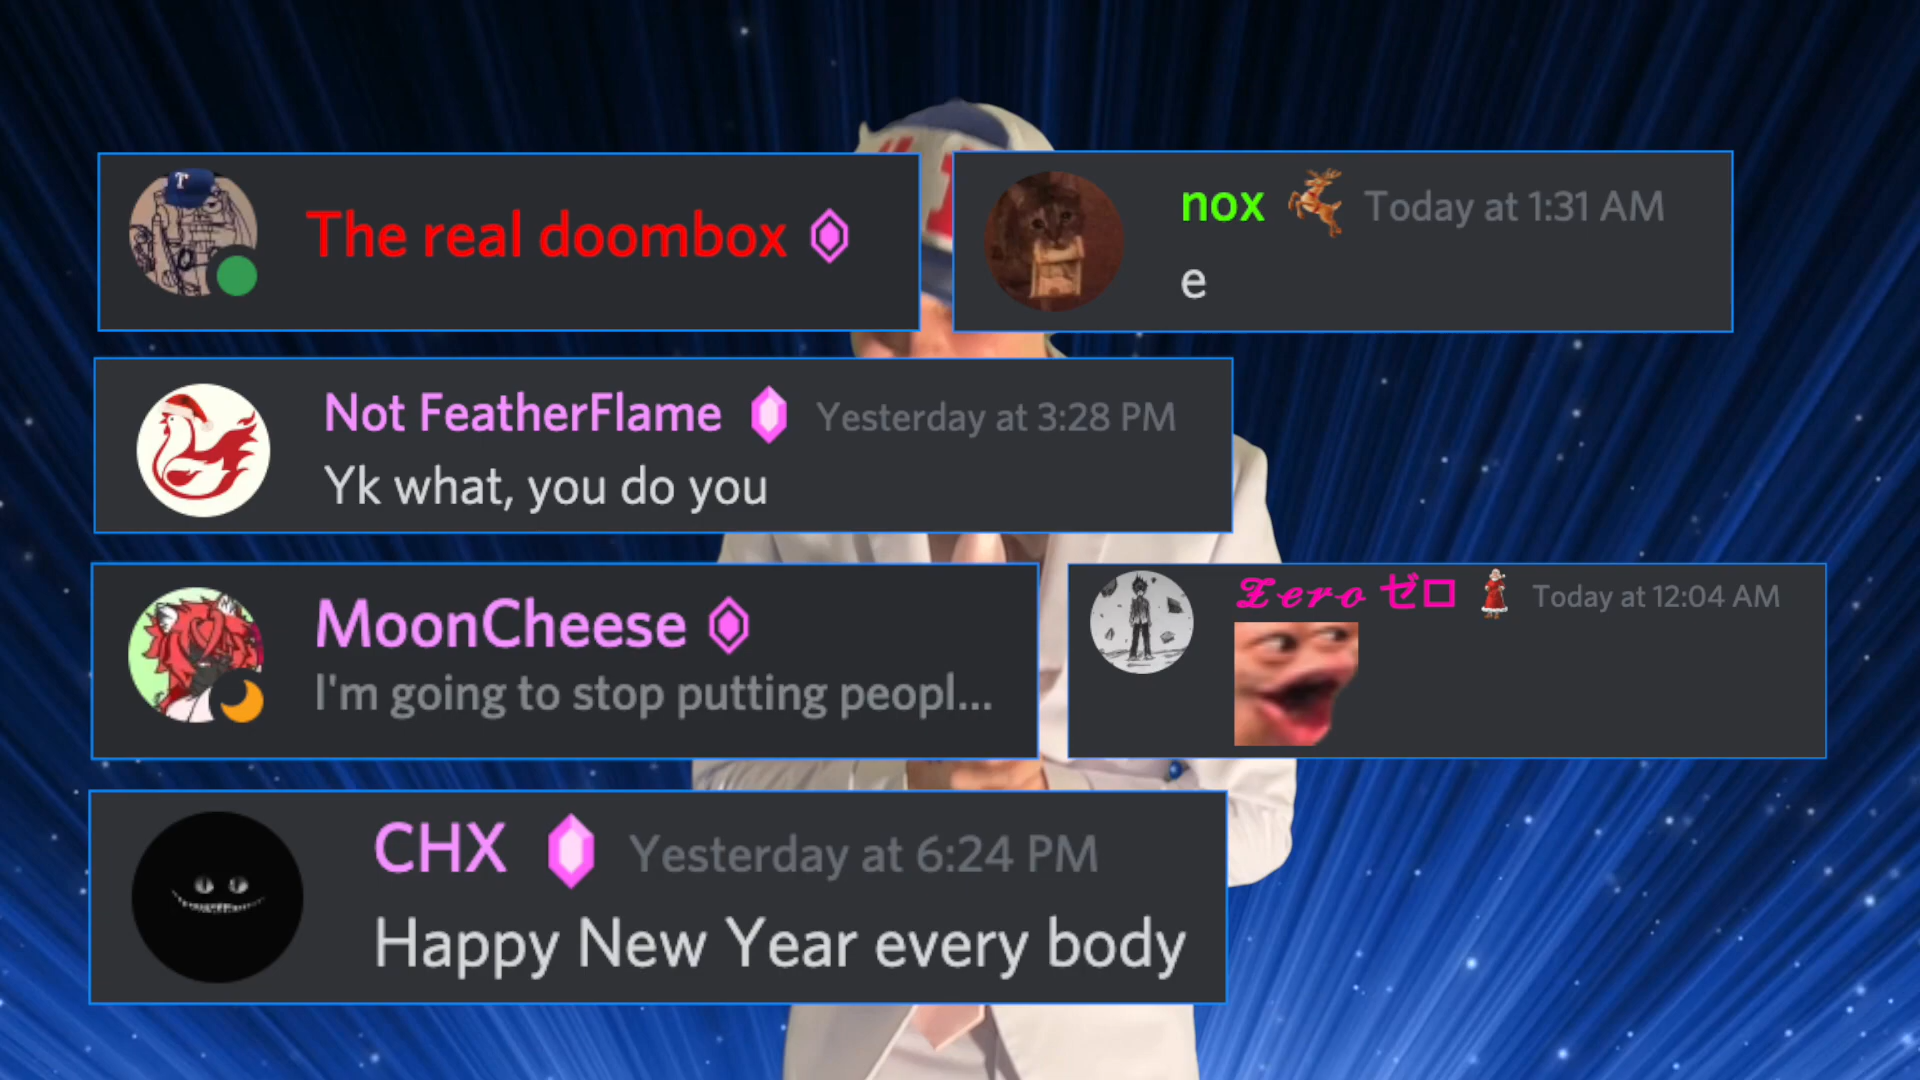 T
The real doombox
nox Today at 1:31 AM
e
Not FeatherFlame Yesterday at 3:28 PM
Yk what, you do you
MoonCheese
I'm going to stop putting peopl...
Zero ゼロ Today at 12:04 AM
CHX Yesterday at 6:24 PM
Happy New Year every body